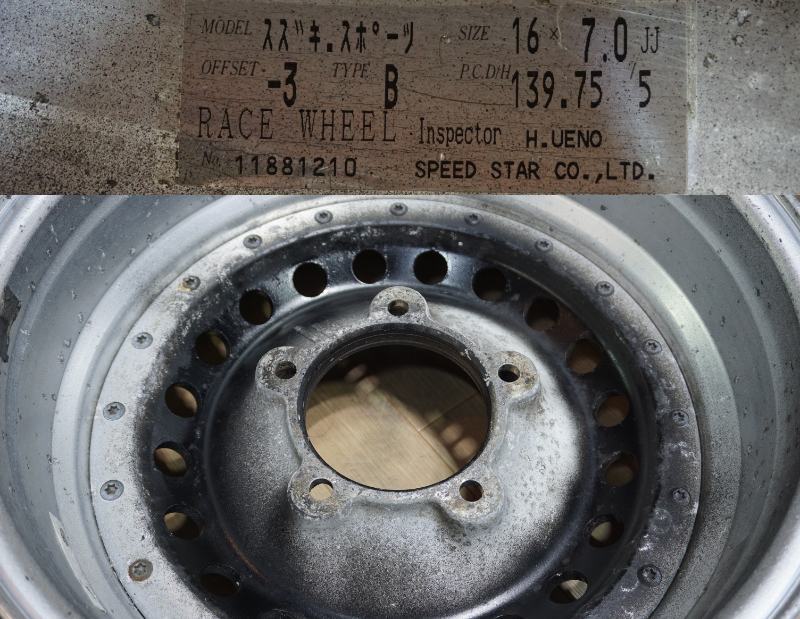 MODEL スズキ.スポーツ SIZE 16 × 7.0 JJ
OFFSET -3 TYPE B P.C.D/H 139.75 / 5
RACE WHEEL Inspector H.UENO
No. 11881210 SPEED STAR CO.,LTD.